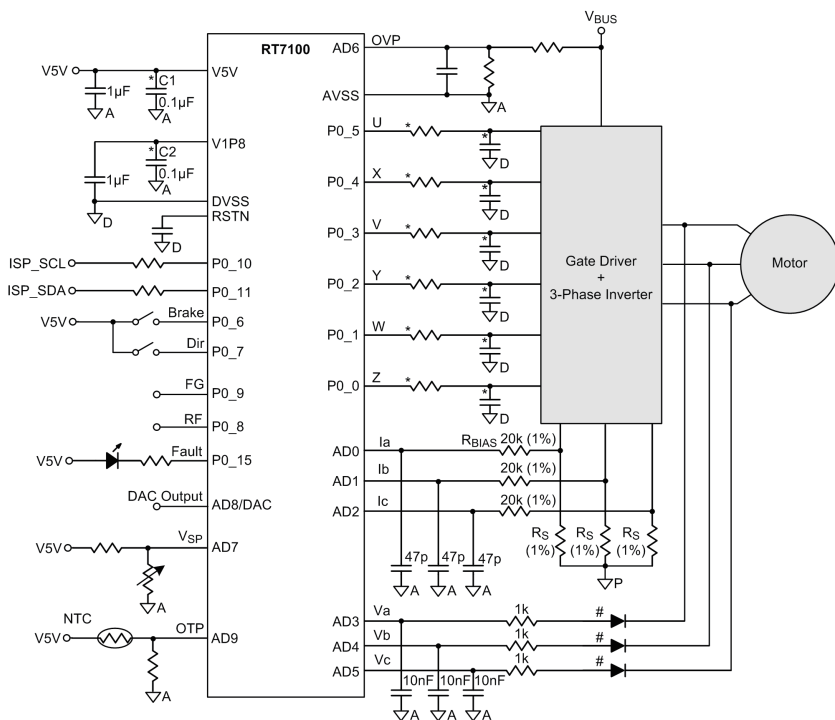 V_BUS
RT7100
AD6
OVP
V5V
V5V
1µF
* C1
0.1µF
A
A
AVSS
A
P0_5
U
*
*
D
V1P8
* C2
0.1µF
A
1µF
D
DVSS
RSTN
D
P0_4
X
*
*
D
P0_3
V
*
*
D
ISP_SCL
P0_10
ISP_SDA
P0_11
P0_2
Y
*
*
D
V5V
Brake
P0_6
Dir
P0_7
P0_1
W
*
*
D
FG
P0_9
P0_0
Z
*
*
D
RF
P0_8
Gate Driver
+
3-Phase Inverter
Motor
V5V
Fault
P0_15
AD0
Ia
R_BIAS 20k (1%)
AD1
Ib
20k (1%)
AD2
Ic
20k (1%)
DAC Output
AD8/DAC
V5V
V_SP
AD7
A
R_S
(1%)
R_S
(1%)
R_S
(1%)
P
47p
47p
47p
A
A
A
NTC
V5V
OTP
AD9
A
AD3
Va
1k
#
AD4
Vb
1k
#
AD5
Vc
1k
#
10nF
10nF
10nF
A
A
A